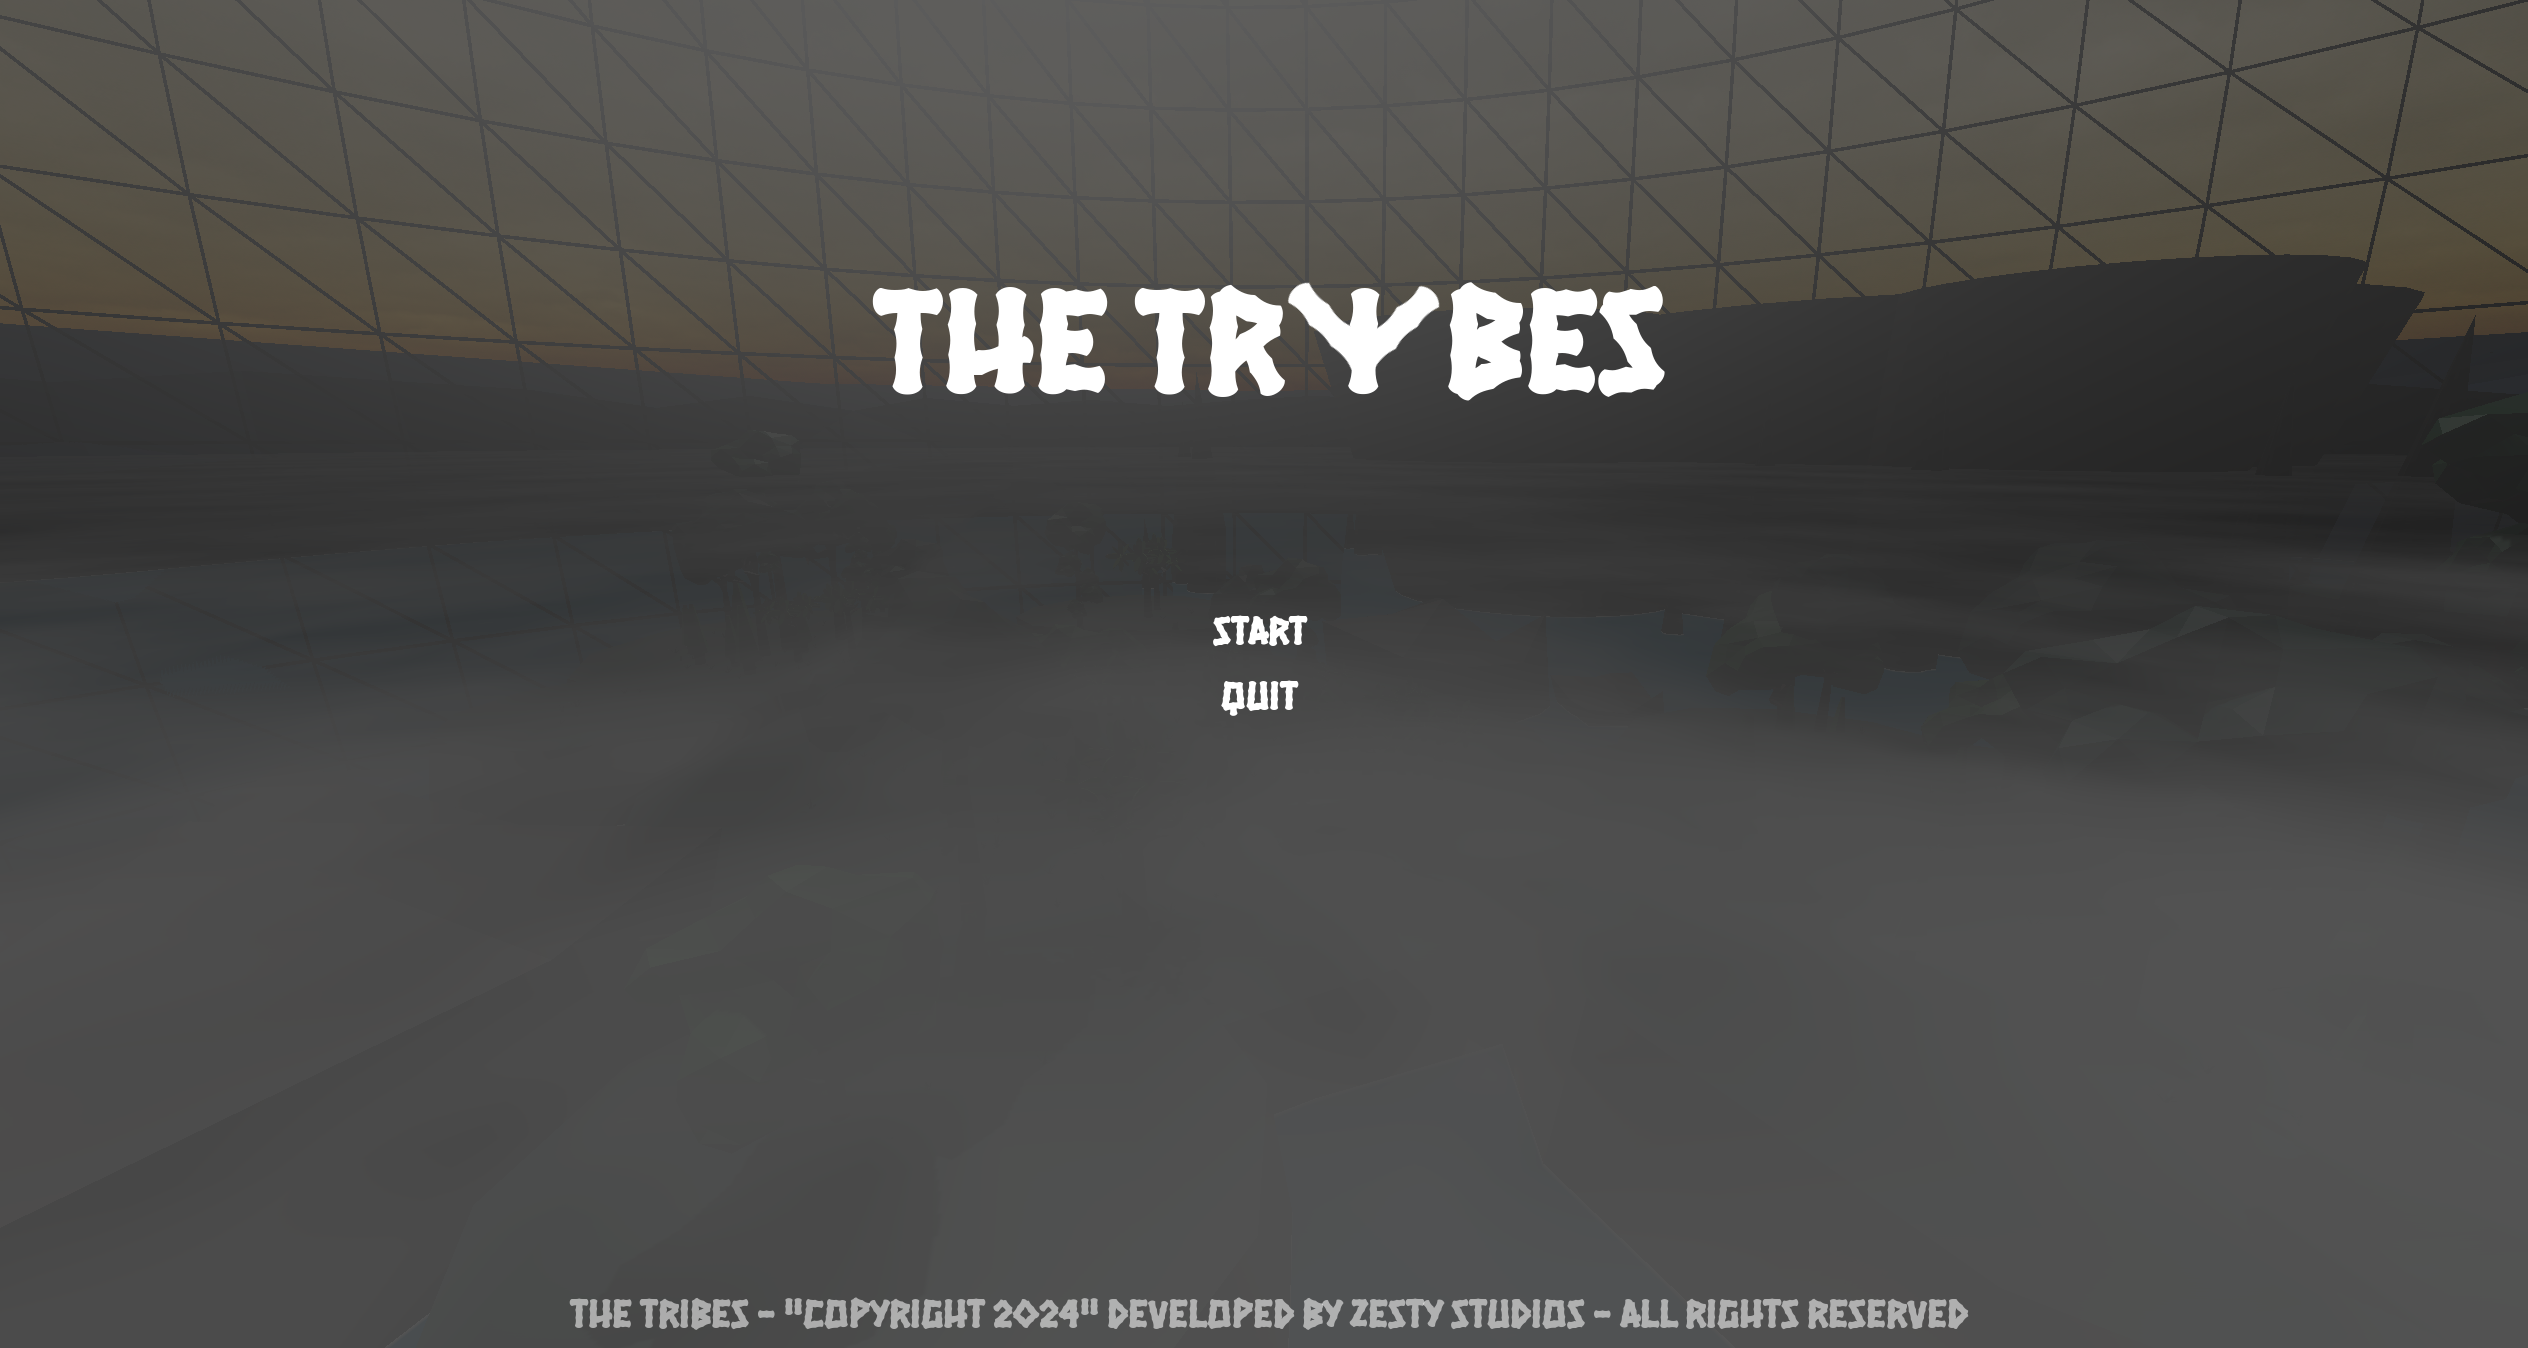 THE TRYBES
START
QUIT
THE TRIBES - "COPYRIGHT 2024" DEVELOPED BY ZESTY STUDIOS - ALL RIGHTS RESERVED